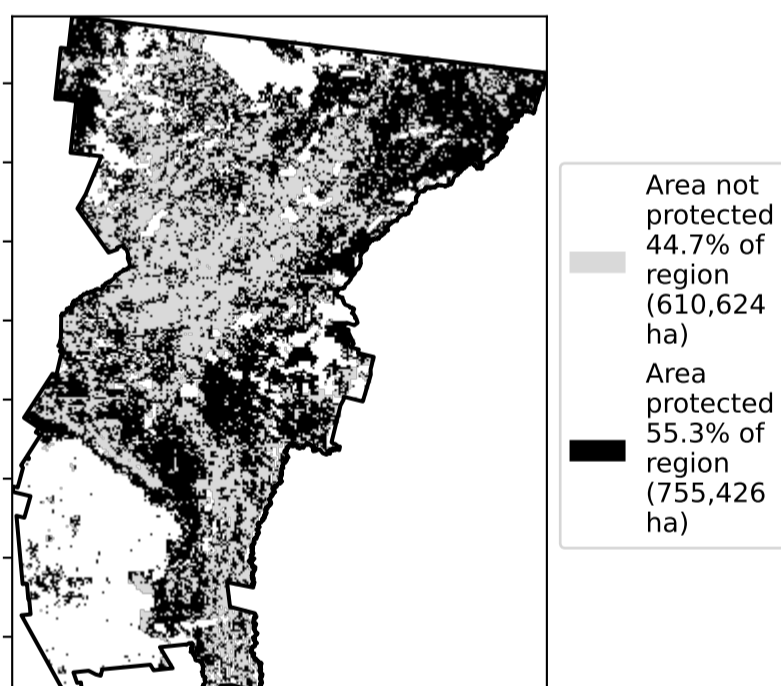 Area not
protected
44.7% of
region
(610,624
ha)
Area
protected
55.3% of
region
(755,426
ha)